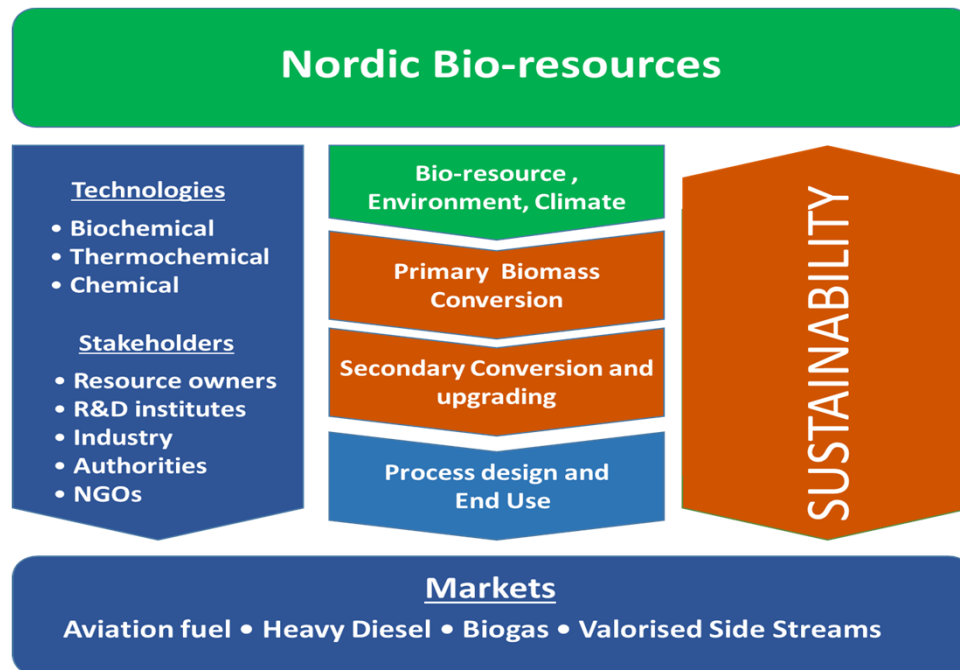 Nordic Bio-resources
Technologies
• Biochemical
• Thermochemical
• Chemical
Stakeholders
• Resource owners
• R&D institutes
• Industry
• Authorities
• NGOs
Bio-resource ,
Environment, Climate
Primary Biomass
Conversion
Secondary Conversion and
upgrading
Process design and
End Use
SUSTAINABILITY
Markets
Aviation fuel • Heavy Diesel • Biogas • Valorised Side Streams